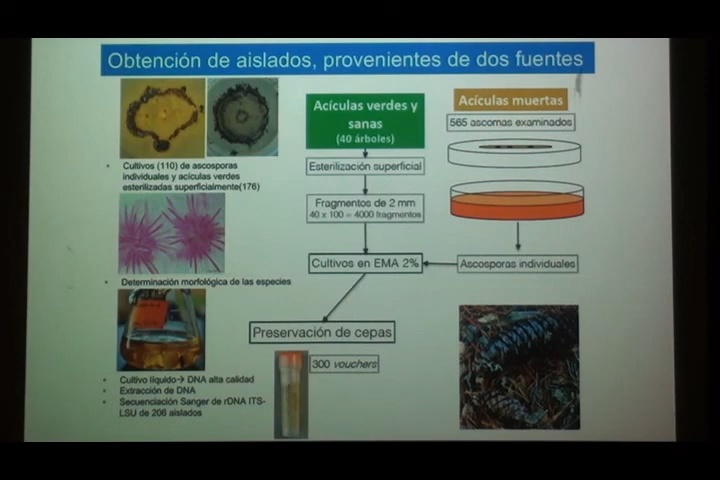 Obtención de aislados, provenientes de dos fuentes
Acículas verdes y
sanas
(40 árboles)
Acículas muertas
565 ascomas examinados
Esterilización superficial
Fragmentos de 2 mm
40 x 100 = 4000 fragmentos
Cultivos en EMA 2%
Ascosporas individuales
Preservación de cepas
300 vouchers
• Cultivos (110) de ascosporas
individuales y acículas verdes
esterilizadas superficialmente(176)
• Determinación morfológica de las especies
• Cultivo líquido→ DNA alta calidad
• Extracción de DNA
• Secuenciación Sanger de rDNA ITS-
LSU de 206 aislados